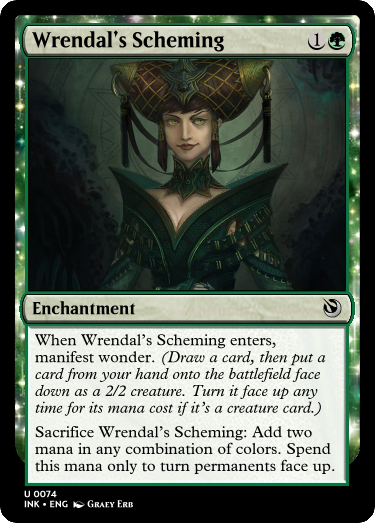 Wrendal's Scheming 1
Enchantment
When Wrendal's Scheming enters,
manifest wonder. (Draw a card, then put a
card from your hand onto the battlefield face
down as a 2/2 creature. Turn it face up any
time for its mana cost if it's a creature card.)
Sacrifice Wrendal's Scheming: Add two
mana in any combination of colors. Spend
this mana only to turn permanents face up.
U 0074
INK • ENG Graey Erb